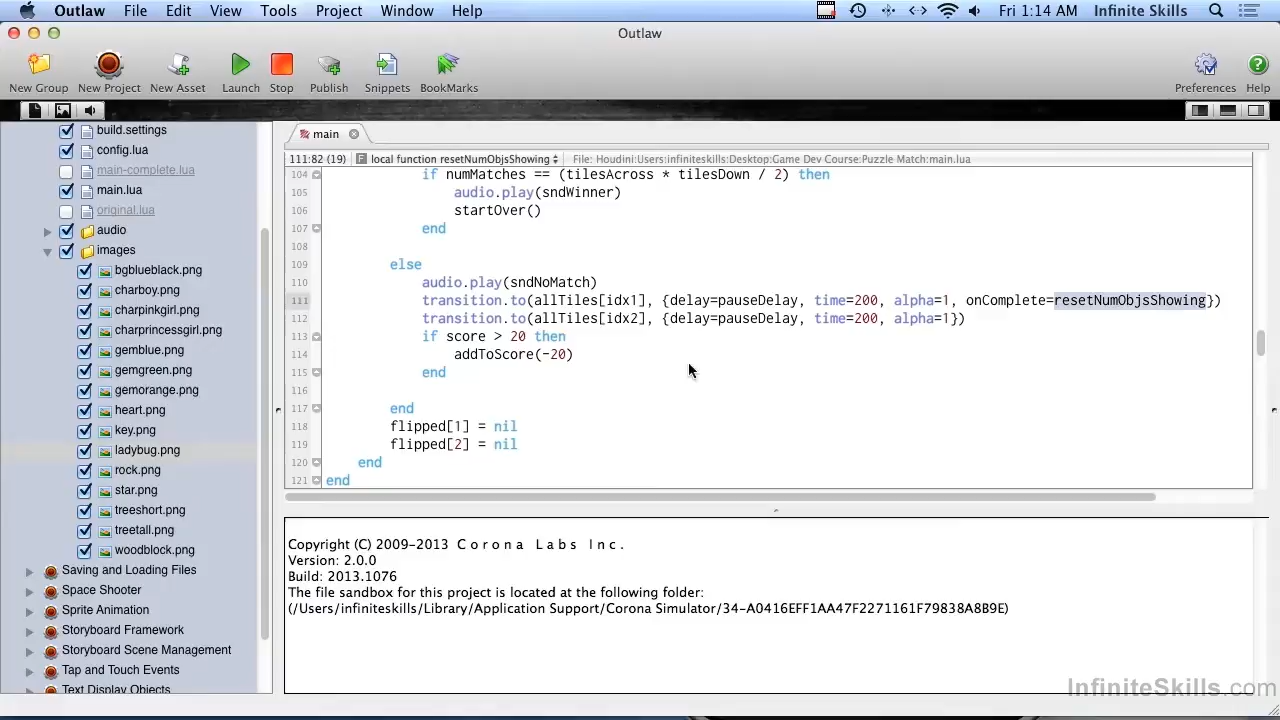 Outlaw File Edit View Tools Project Window Help Fri 1:14 AM Infinite Skills
Outlaw
New Group New Project New Asset Launch Stop Publish Snippets BookMarks Preferences Help
build.settings
config.lua
main-complete.lua
main.lua
original.lua
audio
images
bgblueblack.png
charboy.png
charpinkgirl.png
charprincessgirl.png
gemblue.png
gemgreen.png
gemorange.png
heart.png
key.png
ladybug.png
rock.png
star.png
treeshort.png
treetall.png
woodblock.png
Saving and Loading Files
Space Shooter
Sprite Animation
Storyboard Framework
Storyboard Scene Management
Tap and Touch Events
Text Display Objects
main
111:82 (19) F local function resetNumObjsShowing File: Houdini:Users:infiniteskills:Desktop:Game Dev Course:Puzzle Match:main.lua
104 if numMatches == (tilesAcross * tilesDown / 2) then
105 audio.play(sndWinner)
106 startOver()
107 end
108
109 else
110 audio.play(sndNoMatch)
111 transition.to(allTiles[idx1], {delay=pauseDelay, time=200, alpha=1, onComplete=resetNumObjsShowing})
112 transition.to(allTiles[idx2], {delay=pauseDelay, time=200, alpha=1})
113 if score > 20 then
114 addToScore(-20)
115 end
116
117 end
118 flipped[1] = nil
119 flipped[2] = nil
120 end
121 end
Copyright (C) 2009-2013 C o r o n a L a b s I n c .
Version: 2.0.0
Build: 2013.1076
The file sandbox for this project is located at the following folder:
(/Users/infiniteskills/Library/Application Support/Corona Simulator/34-A0416EFF1AA47F2271161F79838A8B9E)
InfiniteSkills.com